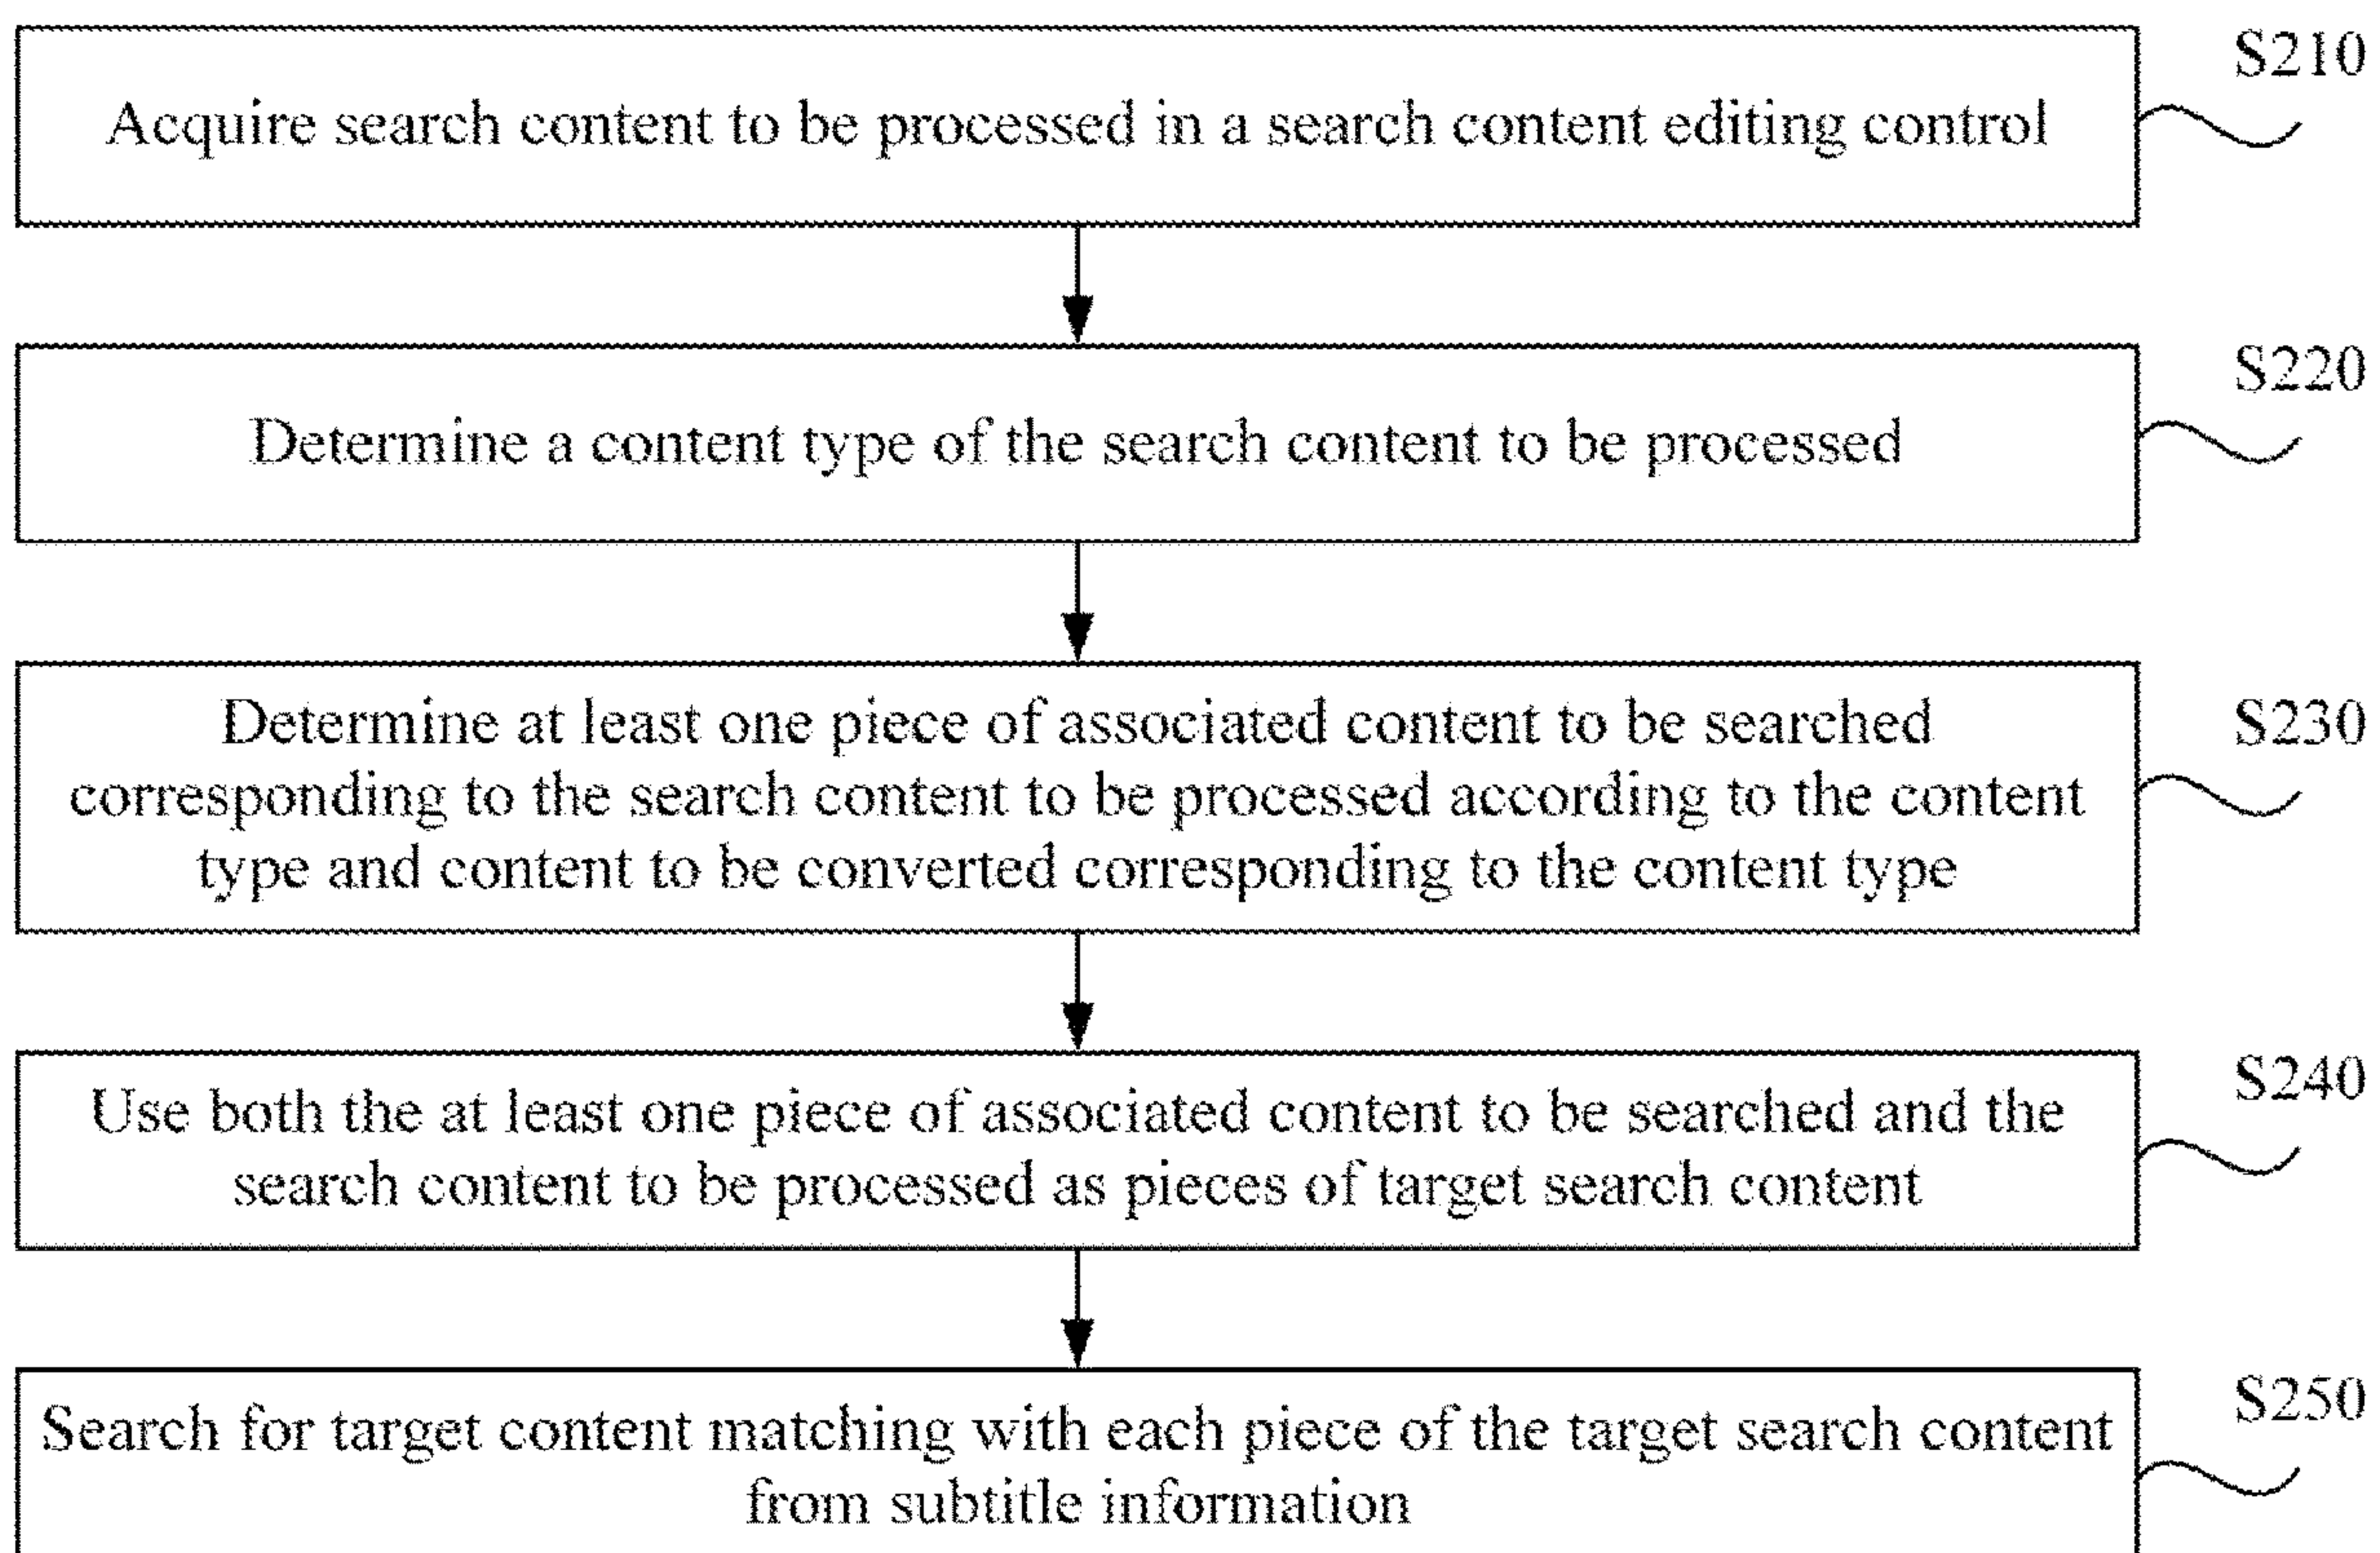 S210
Acquire search content to be processed in a search content editing control
S220
Determine a content type of the search content to be processed
S230
Determine at least one piece of associated content to be searched
corresponding to the search content to be processed according to the content
type and content to be converted corresponding to the content type
S240
Use both the at least one piece of associated content to be searched and the
search content to be processed as pieces of target search content
S250
Search for target content matching with each piece of the target search content
from subtitle information